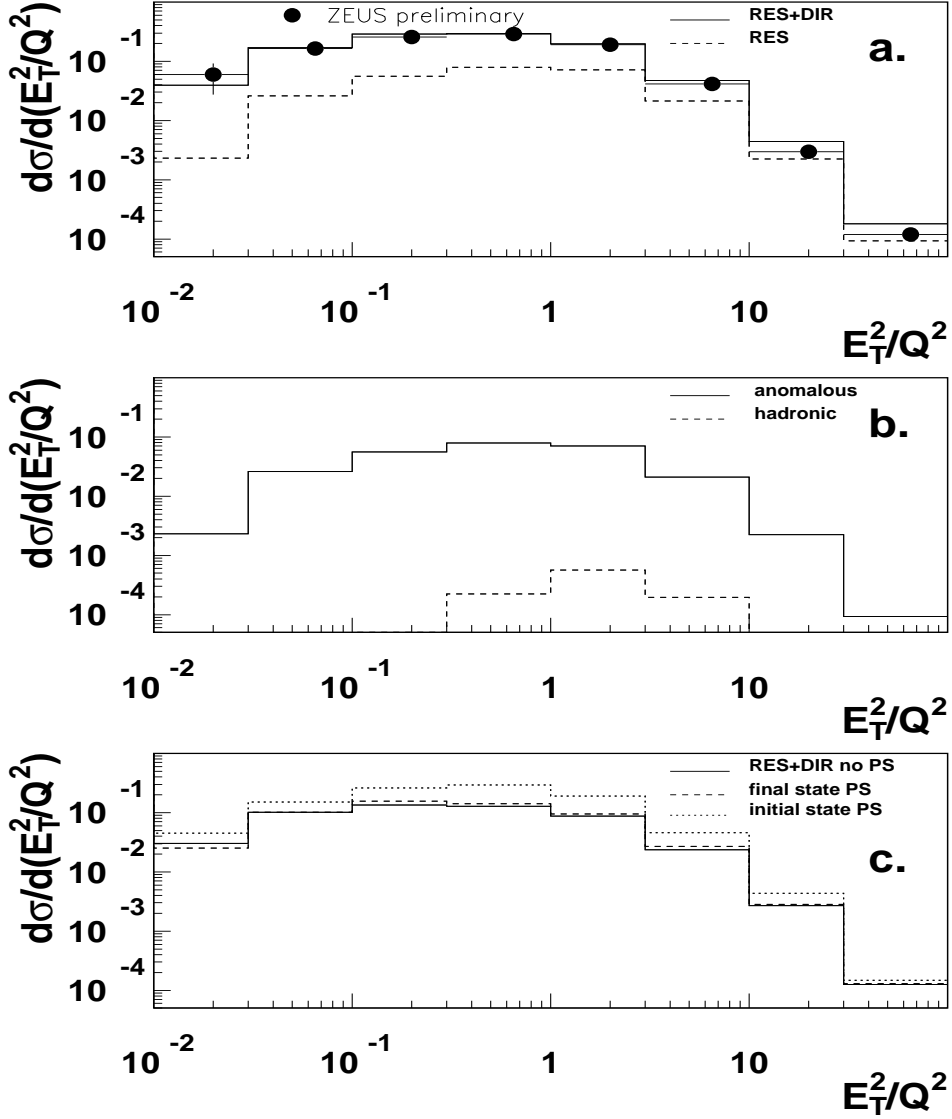 ZEUS preliminary
RES+DIR
RES
a.
dσ/d(E_T^2/Q^2)
10^-1
10^-2
10^-3
10^-4
10^-2 10^-1 1 10
E_T^2/Q^2
anomalous
hadronic
b.
dσ/d(E_T^2/Q^2)
10^-1
10^-2
10^-3
10^-4
10^-2 10^-1 1 10
E_T^2/Q^2
RES+DIR no PS
final state PS
initial state PS
c.
dσ/d(E_T^2/Q^2)
10^-1
10^-2
10^-3
10^-4
10^-2 10^-1 1 10
E_T^2/Q^2